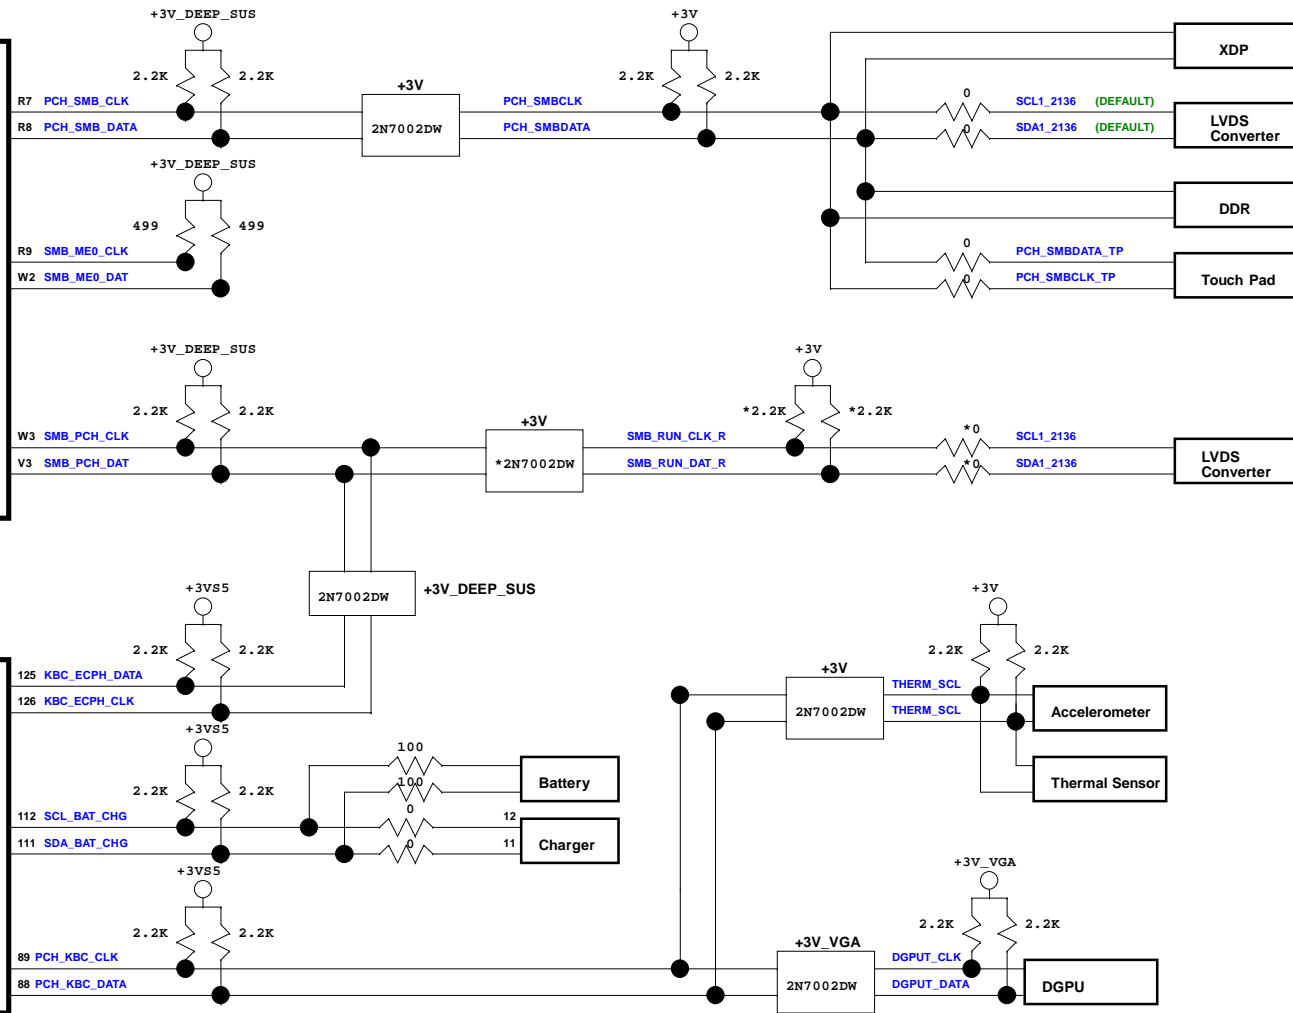 +3V_DEEP_SUS
+3V
2.2K 2.2K
2.2K 2.2K
XDP
+3V
R7 PCH_SMB_CLK
PCH_SMBCLK
0
SCL1_2136 (DEFAULT)
R8 PCH_SMB_DATA
2N7002DW
PCH_SMBDATA
0
SDA1_2136 (DEFAULT)
LVDS
Converter
+3V_DEEP_SUS
499 499
DDR
R9 SMB_ME0_CLK
0
PCH_SMBDATA_TP
W2 SMB_ME0_DAT
0
PCH_SMBCLK_TP
Touch Pad
+3V_DEEP_SUS
+3V
2.2K 2.2K
*2.2K *2.2K
+3V
W3 SMB_PCH_CLK
SMB_RUN_CLK_R
*0
SCL1_2136
V3 SMB_PCH_DAT
*2N7002DW
SMB_RUN_DAT_R
*0
SDA1_2136
LVDS
Converter
2N7002DW
+3V_DEEP_SUS
+3VS5
2.2K 2.2K
125 KBC_ECPH_DATA
126 KBC_ECPH_CLK
+3V
2.2K 2.2K
+3V
2N7002DW
THERM_SCL
THERM_SCL
Accelerometer
Thermal Sensor
+3VS5
2.2K 2.2K
100
100
Battery
112 SCL_BAT_CHG
0
12
111 SDA_BAT_CHG
0
11
Charger
+3VS5
2.2K 2.2K
+3V_VGA
2.2K 2.2K
+3V_VGA
89 PCH_KBC_CLK
DGPUT_CLK
88 PCH_KBC_DATA
2N7002DW
DGPUT_DATA
DGPU